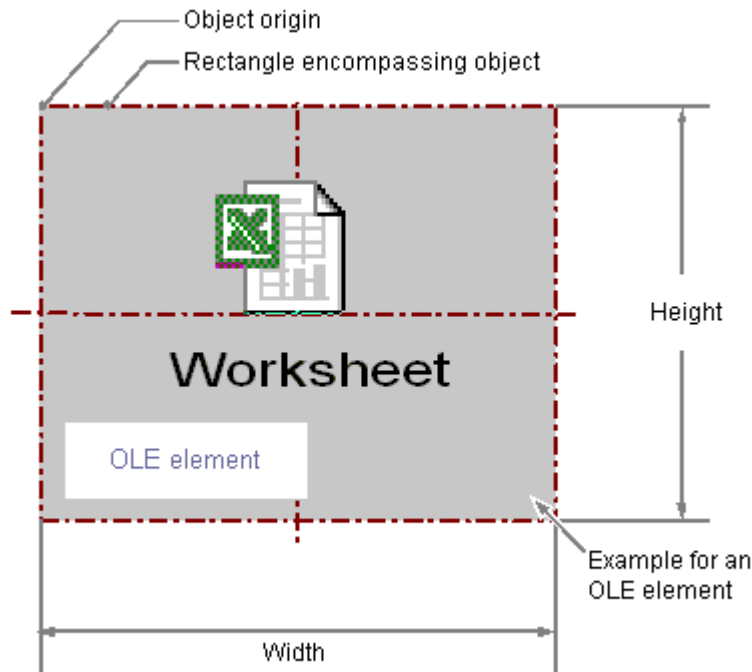 Object origin
Rectangle encompassing object
Height
Worksheet
OLE element
Example for an
OLE element
Width